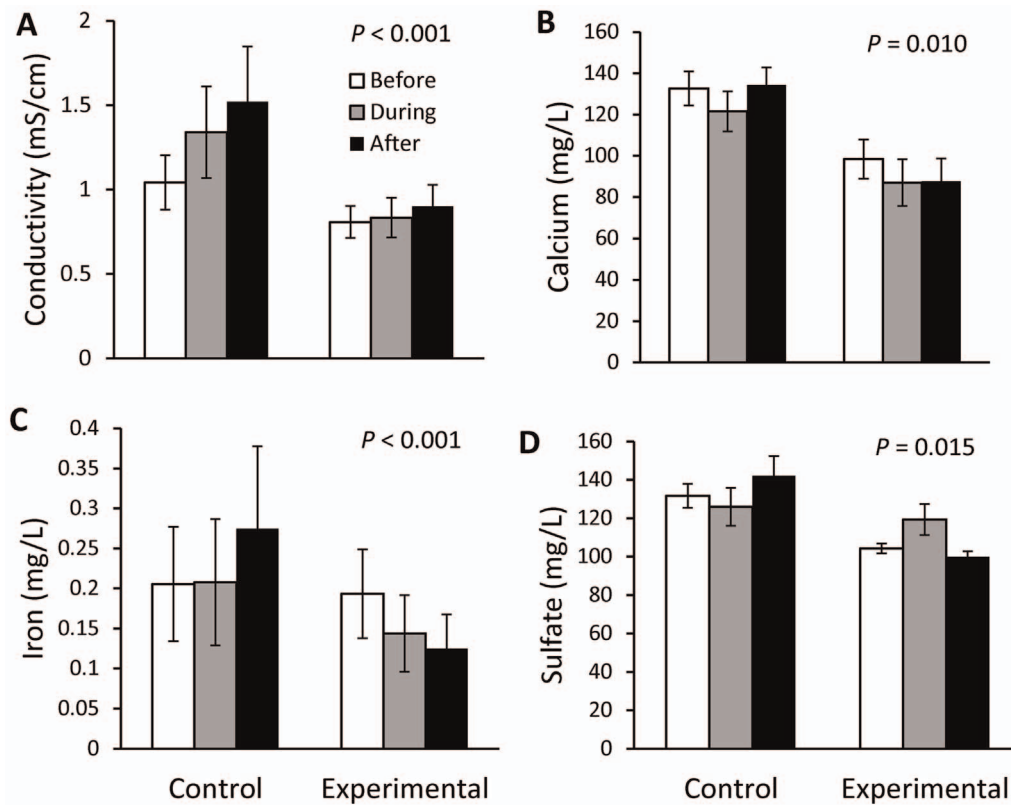 A
Conductivity (mS/cm)
2
1.5
1
0.5
0
P < 0.001
Before
During
After
B
Calcium (mg/L)
160
140
120
100
80
60
40
20
0
P = 0.010
C
Iron (mg/L)
0.4
0.35
0.3
0.25
0.2
0.15
0.1
0.05
0
P < 0.001
Control
Experimental
D
Sulfate (mg/L)
160
140
120
100
80
60
40
20
0
P = 0.015
Control
Experimental